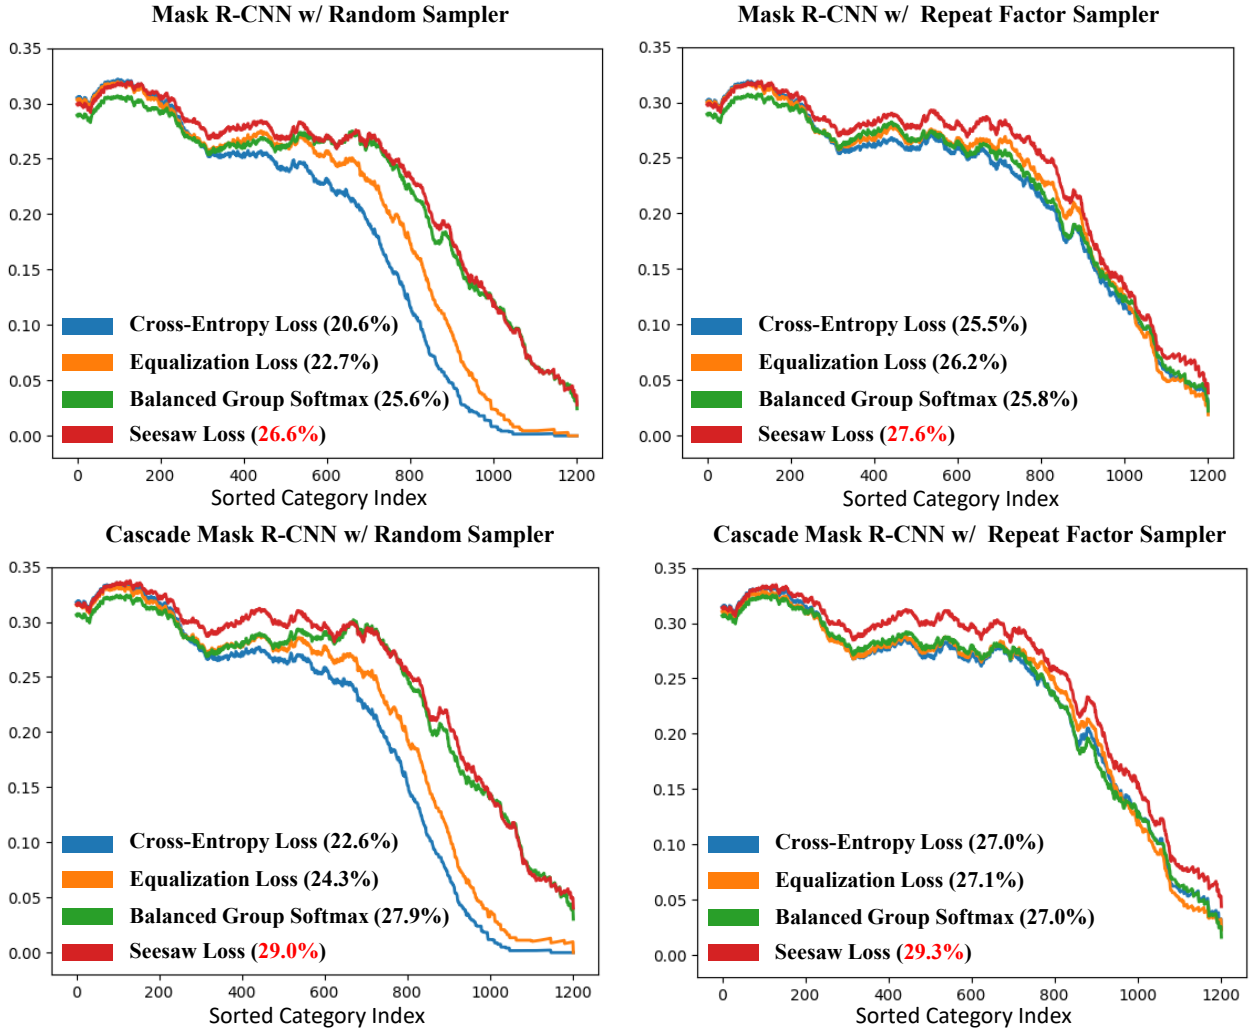 Mask R-CNN w/ Random Sampler
0.35
0.30
0.25
0.20
0.15
0.10
0.05
0.00
Cross-Entropy Loss (20.6%)
Equalization Loss (22.7%)
Balanced Group Softmax (25.6%)
Seesaw Loss (26.6%)
0 200 400 600 800 1000 1200
Sorted Category Index
Mask R-CNN w/ Repeat Factor Sampler
0.35
0.30
0.25
0.20
0.15
0.10
0.05
0.00
Cross-Entropy Loss (25.5%)
Equalization Loss (26.2%)
Balanced Group Softmax (25.8%)
Seesaw Loss (27.6%)
0 200 400 600 800 1000 1200
Sorted Category Index
Cascade Mask R-CNN w/ Random Sampler
0.35
0.30
0.25
0.20
0.15
0.10
0.05
0.00
Cross-Entropy Loss (22.6%)
Equalization Loss (24.3%)
Balanced Group Softmax (27.9%)
Seesaw Loss (29.0%)
0 200 400 600 800 1000 1200
Sorted Category Index
Cascade Mask R-CNN w/ Repeat Factor Sampler
0.35
0.30
0.25
0.20
0.15
0.10
0.05
0.00
Cross-Entropy Loss (27.0%)
Equalization Loss (27.1%)
Balanced Group Softmax (27.0%)
Seesaw Loss (29.3%)
0 200 400 600 800 1000 1200
Sorted Category Index